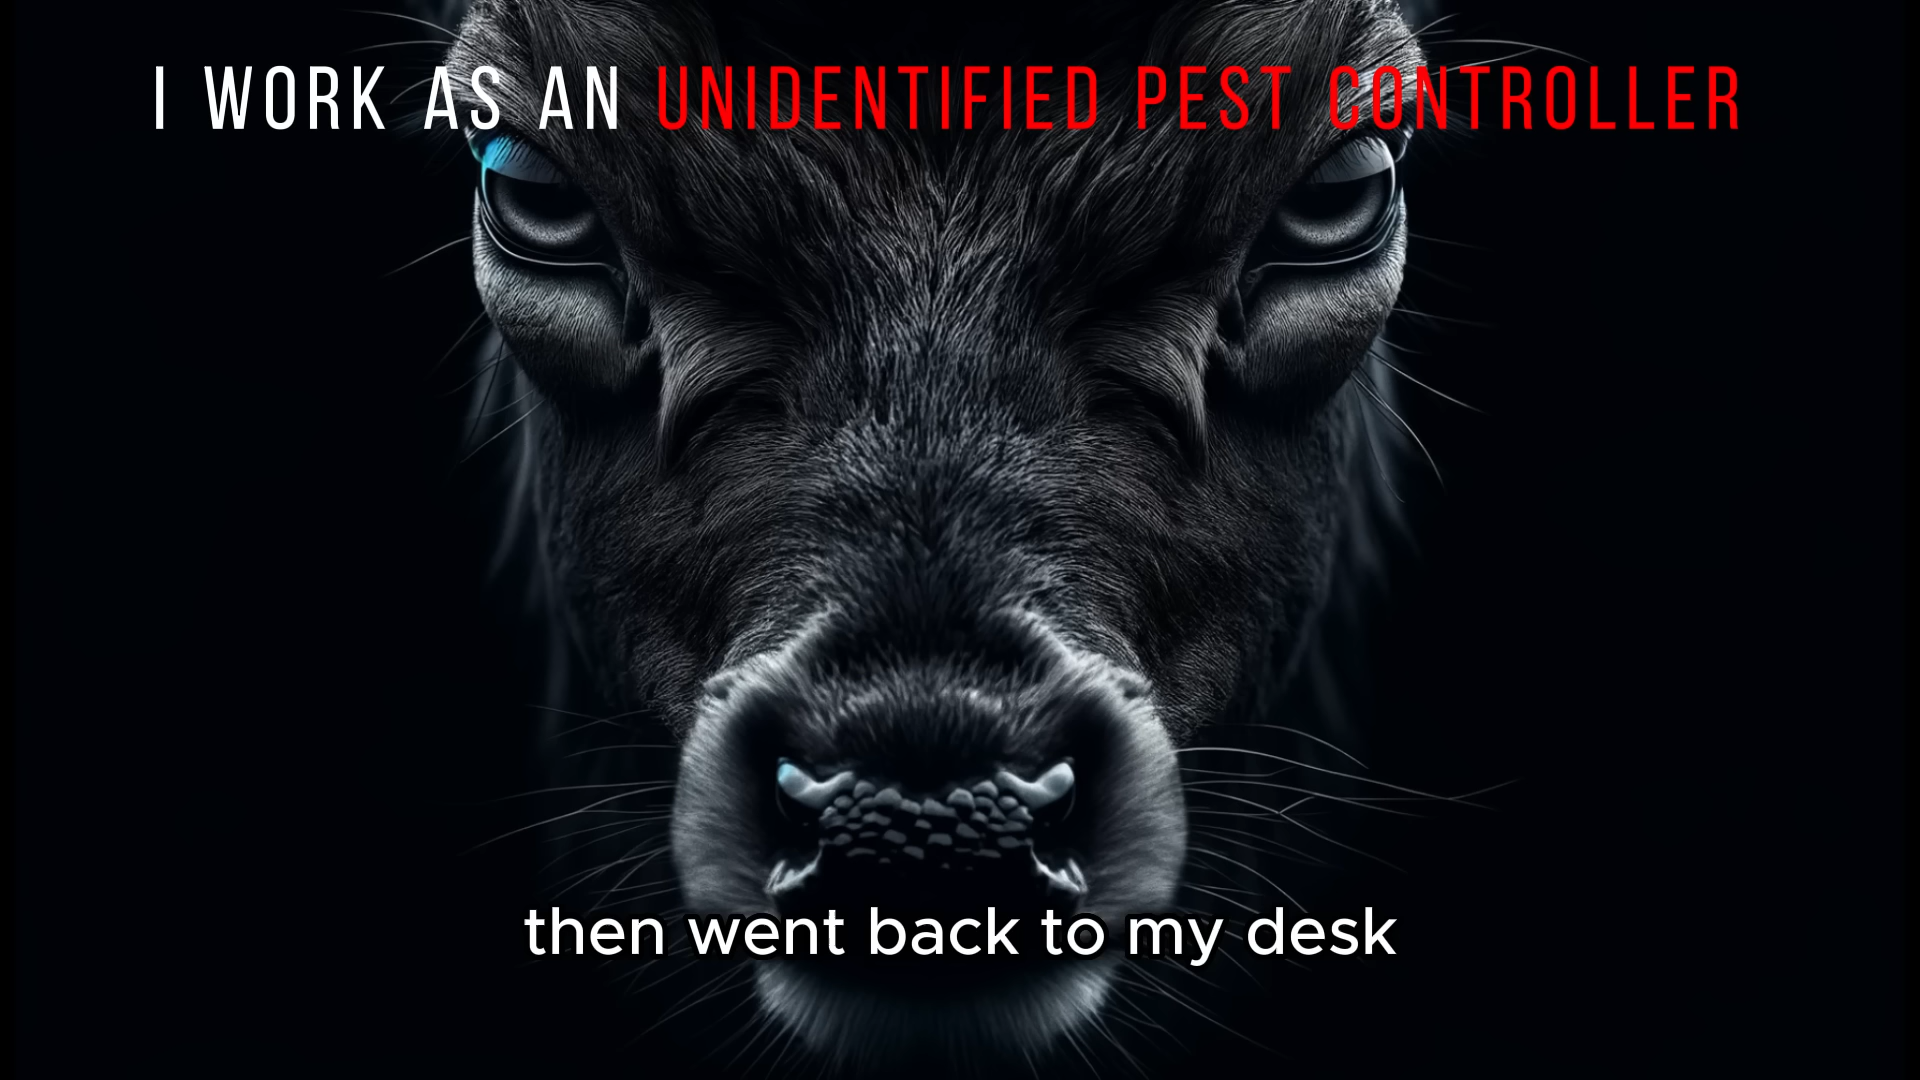 I WORK AS AN UNIDENTIFIED PEST CONTROLLER
then went back to my desk